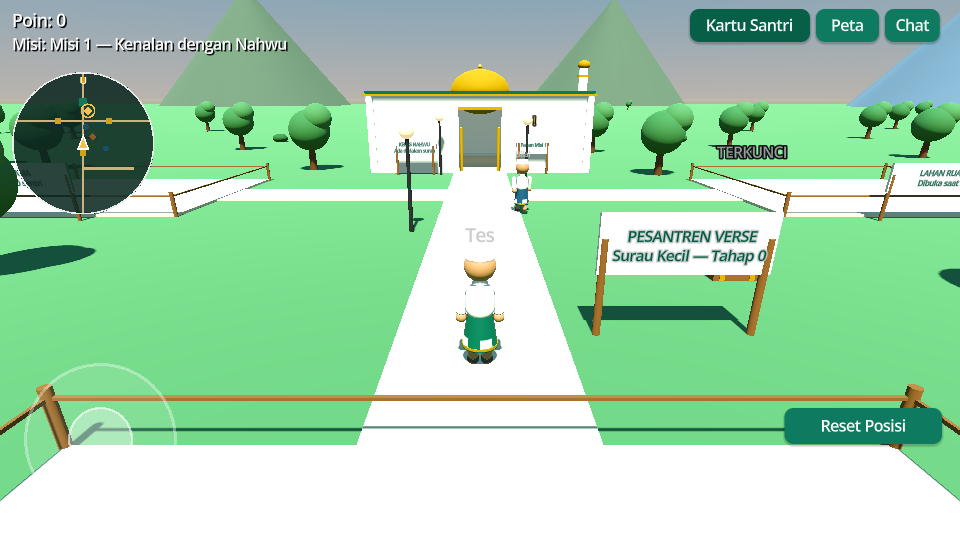 Poin: 0
Misi: Misi 1 — Kenalan dengan Nahwu
Kartu Santri
Peta
Chat
TERKUNCI
LAHAN RUA
Dibuka saat
Tes
PESANTREN VERSE
Surau Kecil — Tahap 0
Reset Posisi